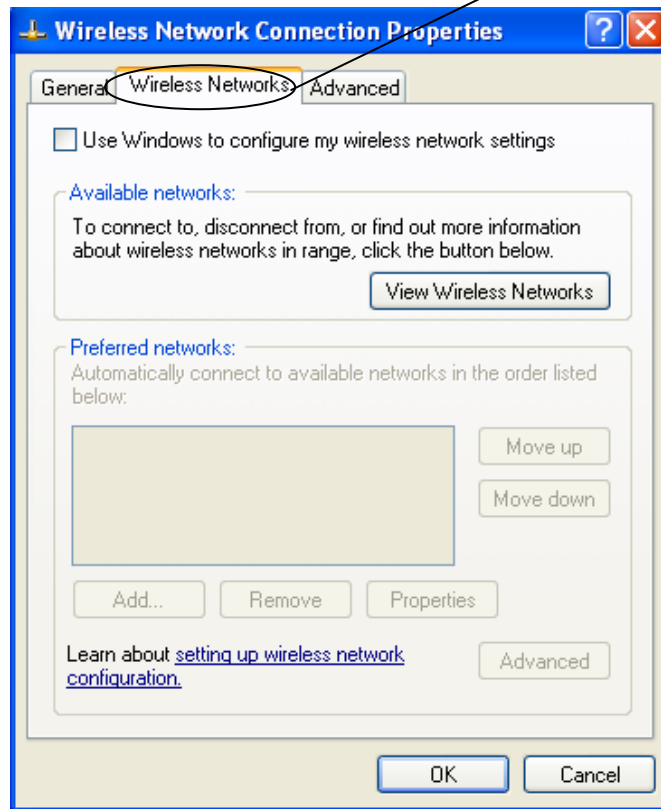 Wireless Network Connection Properties
General Wireless Networks Advanced
Use Windows to configure my wireless network settings
Available networks:
To connect to, disconnect from, or find out more information
about wireless networks in range, click the button below.
View Wireless Networks
Preferred networks:
Automatically connect to available networks in the order listed
below:
Move up
Move down
Add... Remove Properties
Learn about setting up wireless network
configuration.
Advanced
OK Cancel